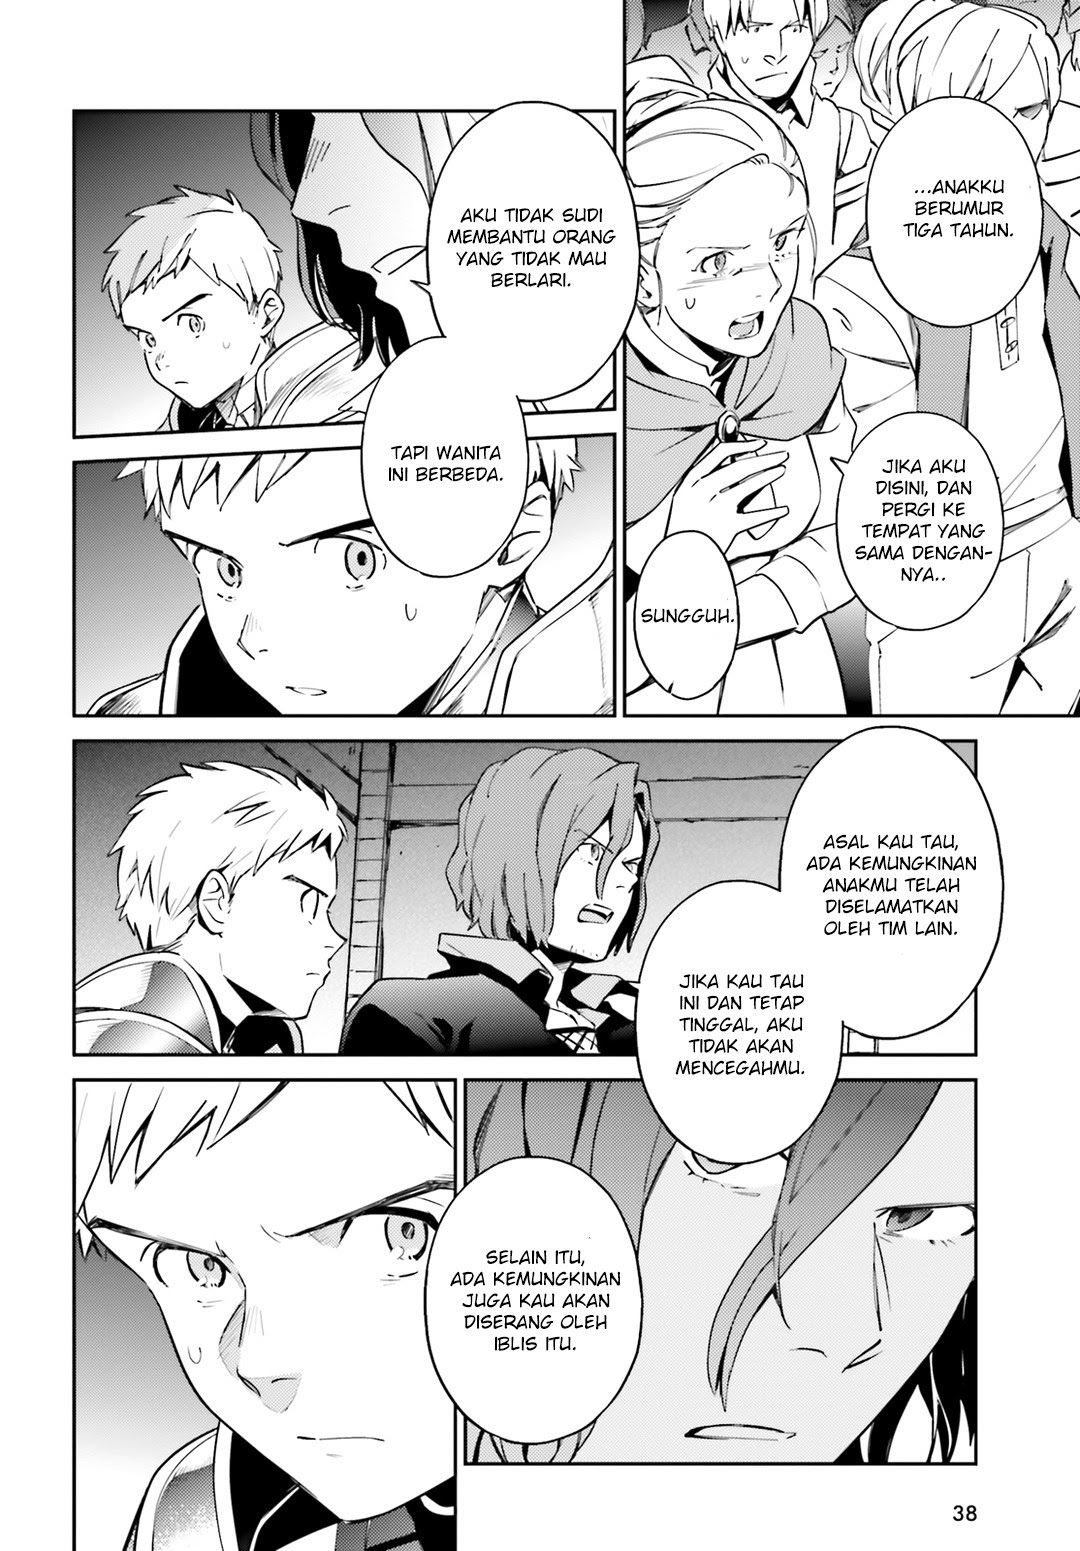 ...ANAKKU
BERUMUR
TIGA TAHUN.
JIKA AKU
DISINI, DAN
PERGI KE
TEMPAT YANG
SAMA DENGAN-
NYA..
SUNGGUH.
AKU TIDAK SUDI
MEMBANTU ORANG
YANG TIDAK MAU
BERLARI.
TAPI WANITA
INI BERBEDA.
ASAL KAU TAU,
ADA KEMUNGKINAN
ANAKMU TELAH
DISELAMATKAN
OLEH TIM LAIN.
JIKA KAU TAU
INI DAN TETAP
TINGGAL, AKU
TIDAK AKAN
MENCEGAHMU.
SELAIN ITU,
ADA KEMUNGKINAN
JUGA KAU AKAN
DISERANG OLEH
IBLIS ITU.
38